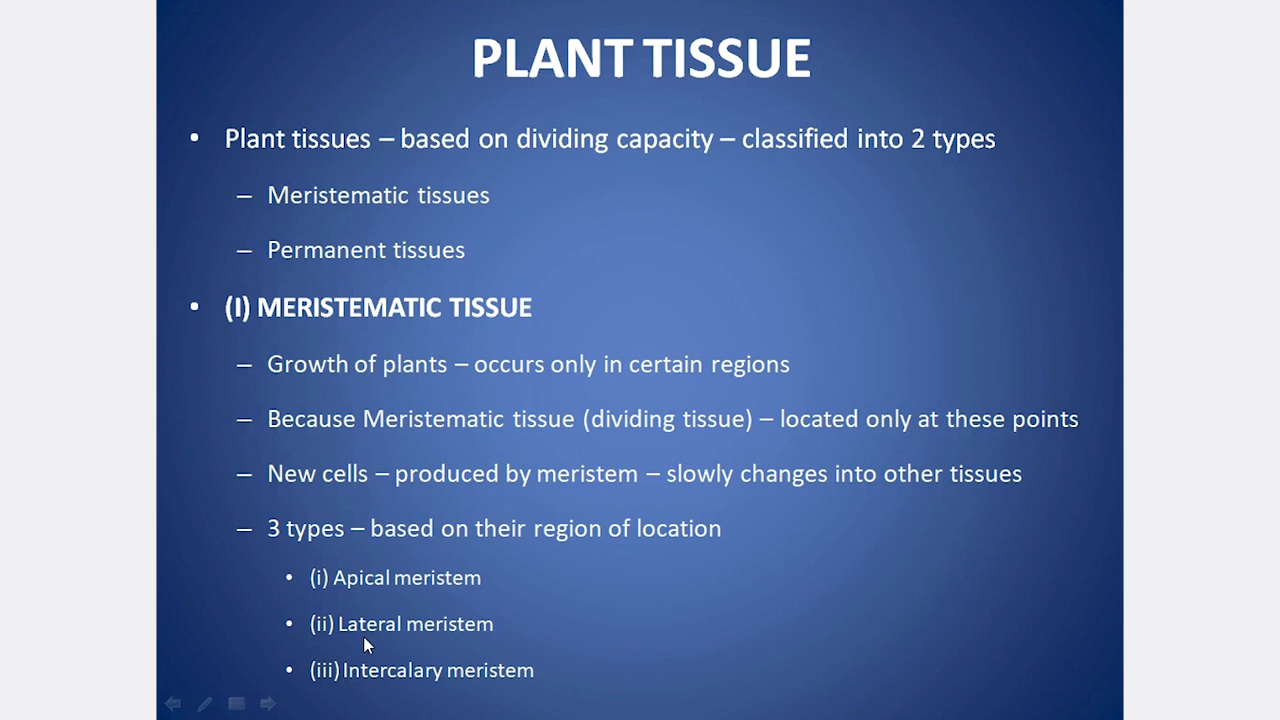 PLANT TISSUE
• Plant tissues – based on dividing capacity – classified into 2 types
– Meristematic tissues
– Permanent tissues
• (I) MERISTEMATIC TISSUE
– Growth of plants – occurs only in certain regions
– Because Meristematic tissue (dividing tissue) – located only at these points
– New cells – produced by meristem – slowly changes into other tissues
– 3 types – based on their region of location
• (i) Apical meristem
• (ii) Lateral meristem
• (iii) Intercalary meristem